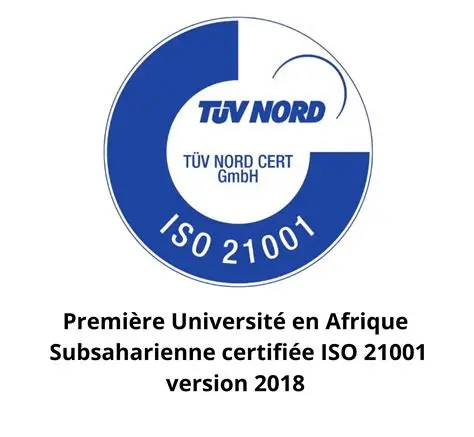 TÜV NORD
TÜV NORD CERT
GmbH
ISO 21001
Première Université en Afrique
Subsaharienne certifiée ISO 21001
version 2018